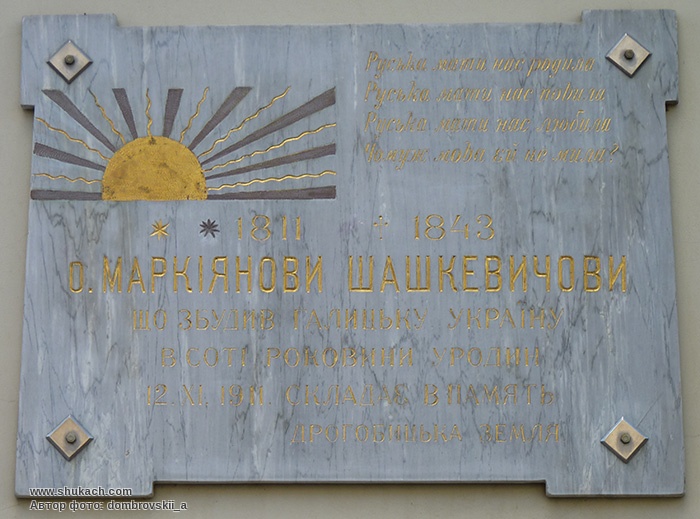 Руська мати нас родила
Руська мати нас повила
Руська мати нас любила
Чому ж мова єй не мила?
* * 1811 † 1843
О. МАРКІЯНОВИ ШАШКЕВИЧОВИ
ЩО ЗБУДИВ ГАЛИЦЬКУ УКРАЇНУ
В СОТІ РОКОВИНИ УРОДИН
12. XI. 1911. СКЛАДАЄ В ПАМЯТЬ
ДРОГОБИЦЬКА ЗЕМЛЯ
www.shukach.com
Автор фото: dombrovskii_a